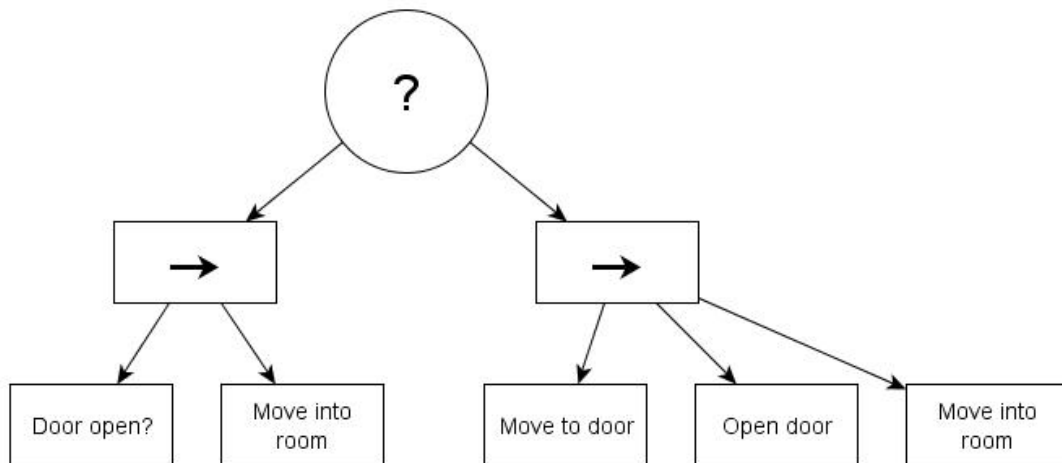 ?
→
→
Door open?
Move into
room
Move to door
Open door
Move into
room